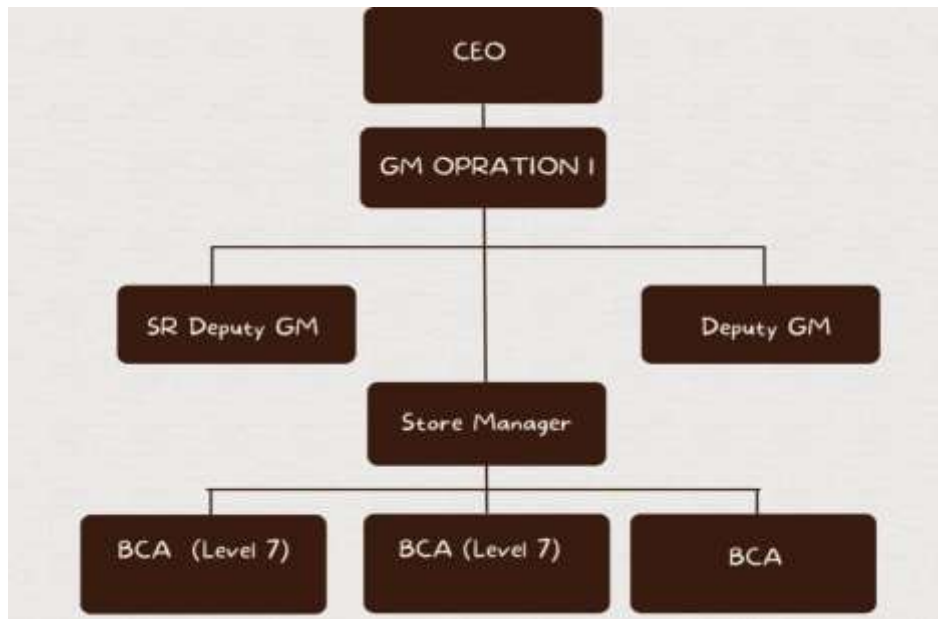 CEO
GM OPRATION I
SR Deputy GM
Deputy GM
Store Manager
BCA (Level 7)
BCA (Level 7)
BCA